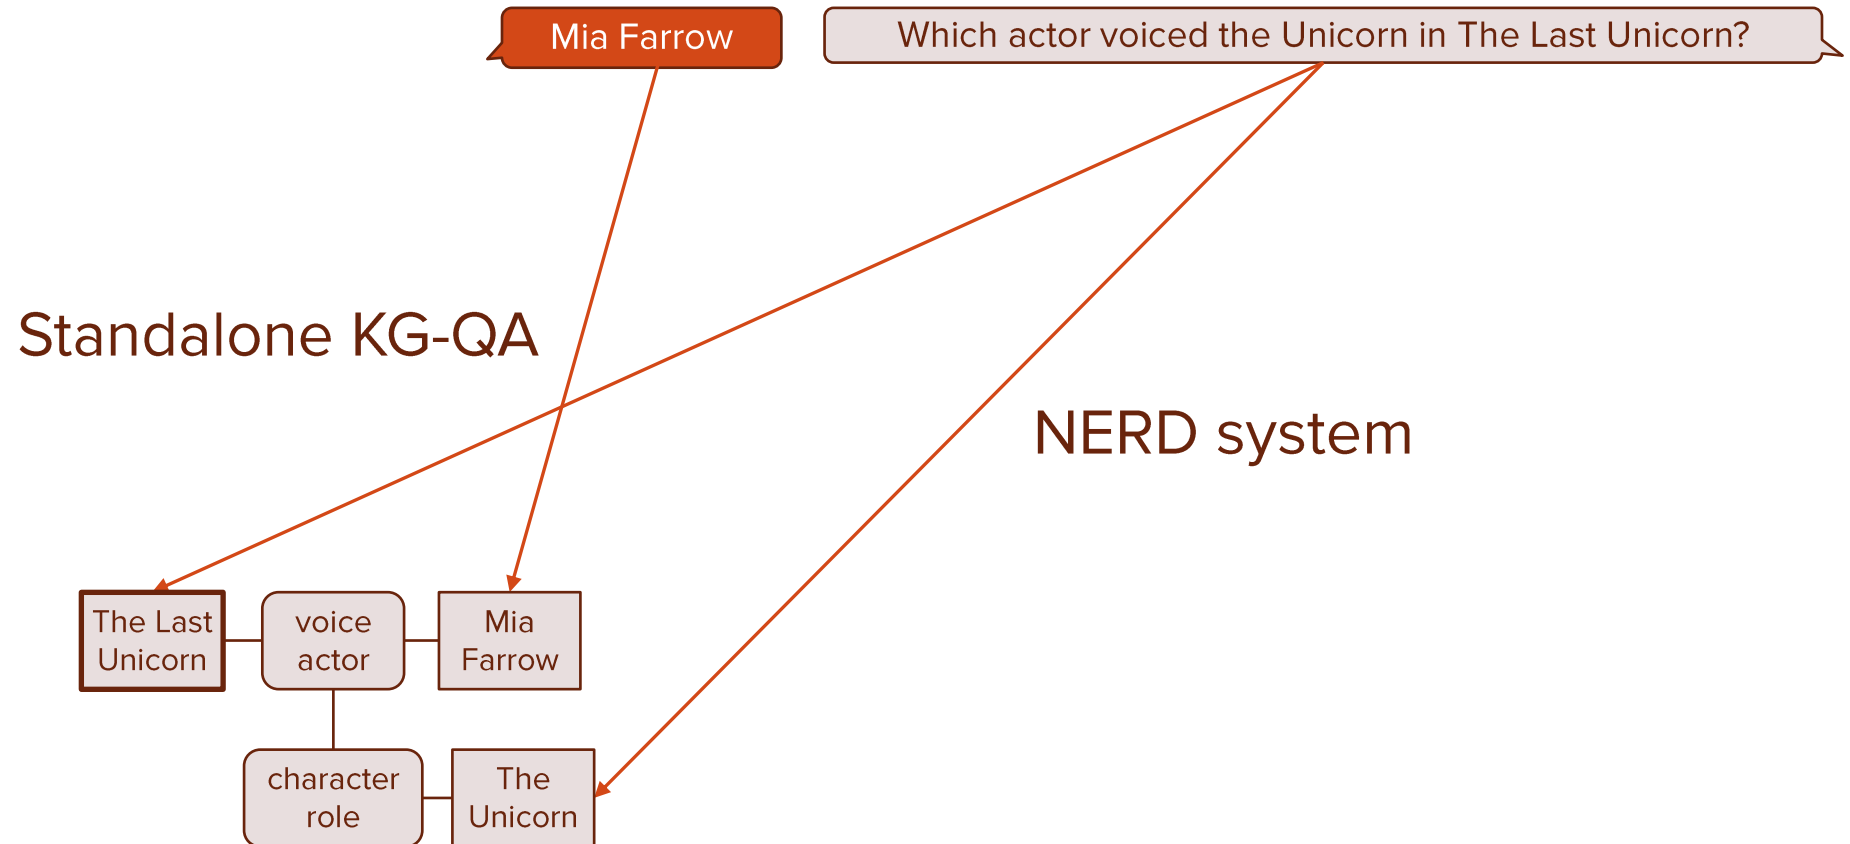 Mia Farrow
Which actor voiced the Unicorn in The Last Unicorn?
Standalone KG-QA
NERD system
The Last
Unicorn
voice
actor
Mia
Farrow
character
role
The
Unicorn